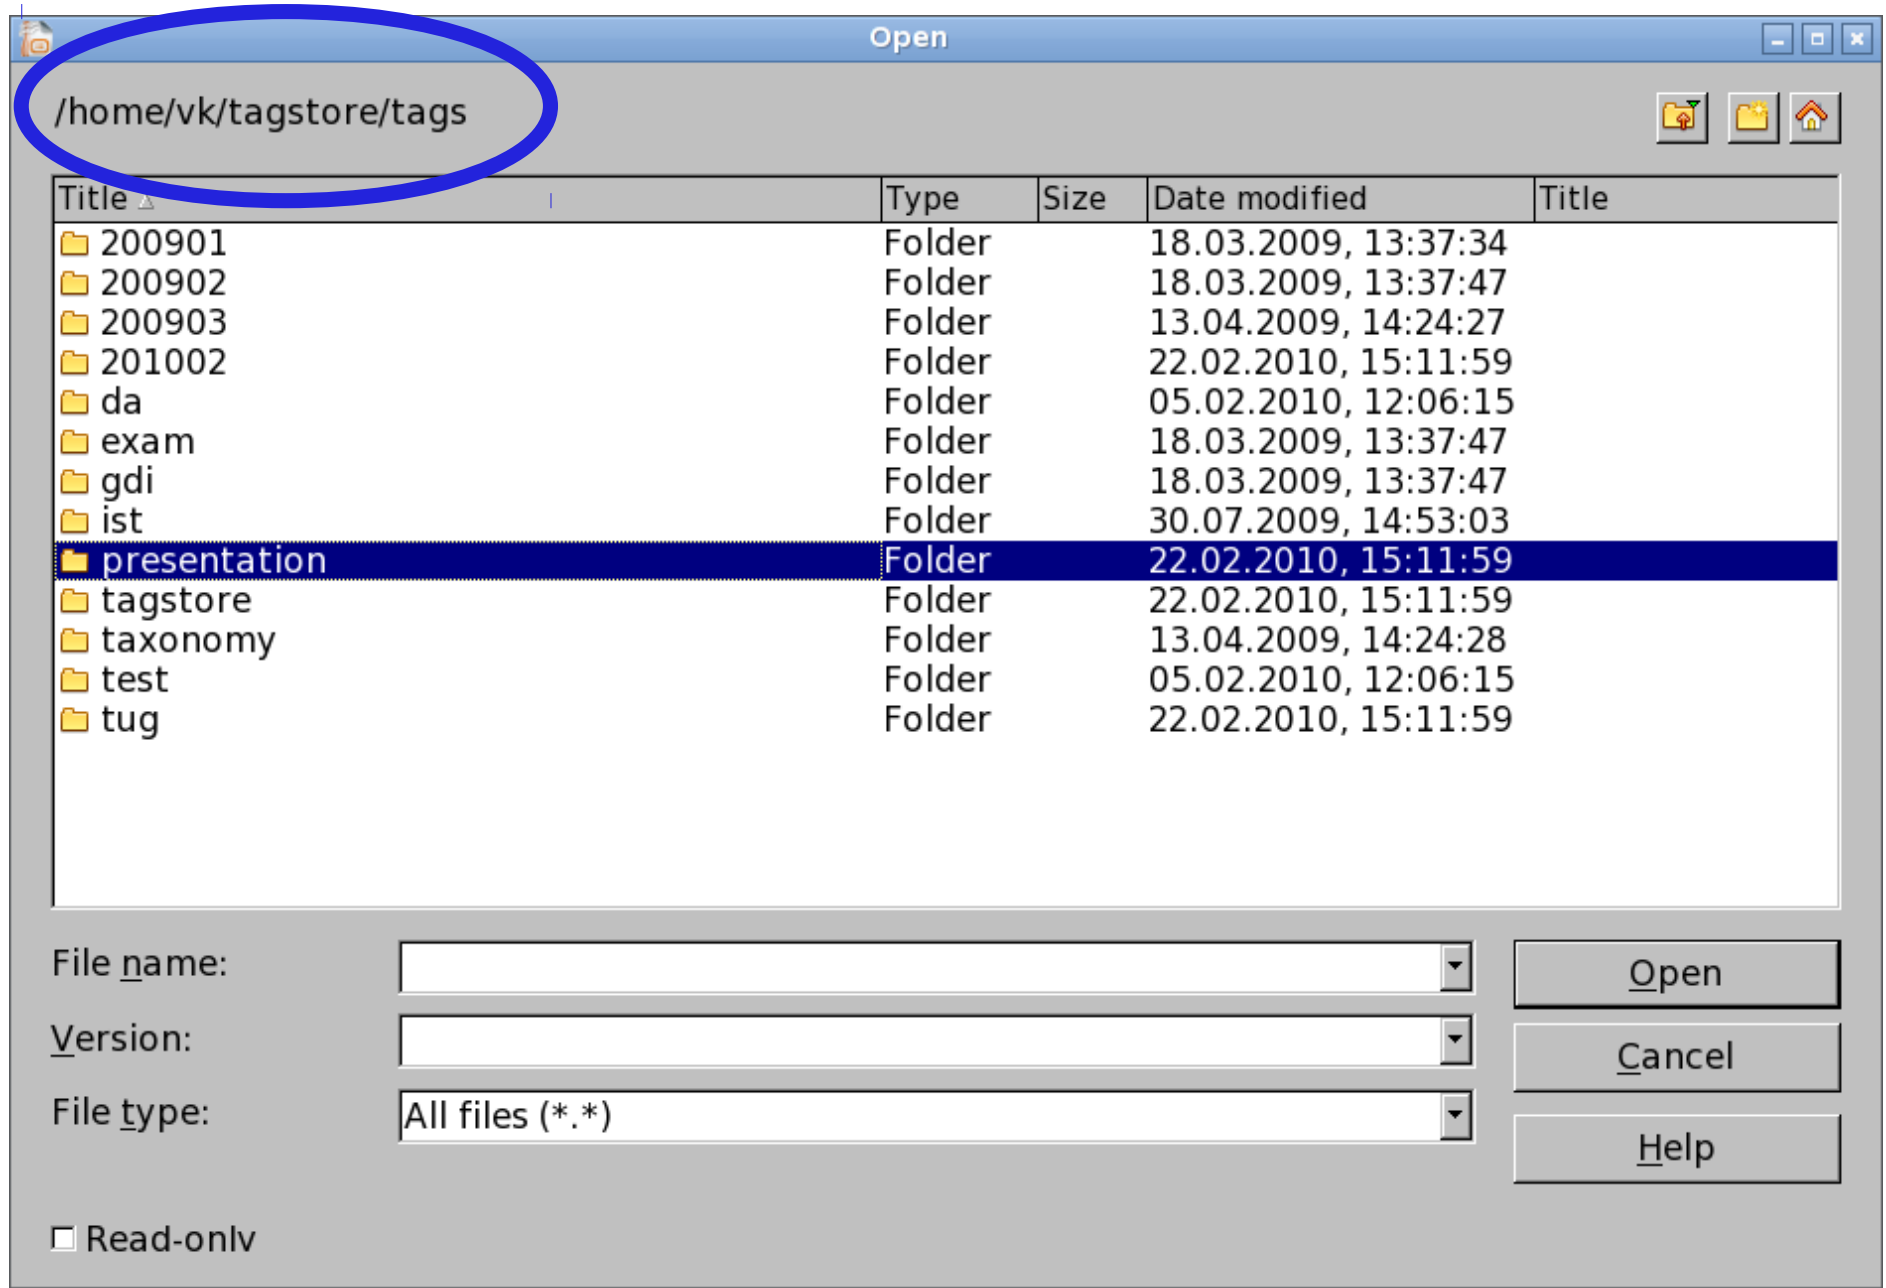 Open
/home/vk/tagstore/tags
Title Type Size Date modified Title
200901 Folder 18.03.2009, 13:37:34
200902 Folder 18.03.2009, 13:37:47
200903 Folder 13.04.2009, 14:24:27
201002 Folder 22.02.2010, 15:11:59
da Folder 05.02.2010, 12:06:15
exam Folder 18.03.2009, 13:37:47
gdi Folder 18.03.2009, 13:37:47
ist Folder 30.07.2009, 14:53:03
presentation Folder 22.02.2010, 15:11:59
tagstore Folder 22.02.2010, 15:11:59
taxonomy Folder 13.04.2009, 14:24:28
test Folder 05.02.2010, 12:06:15
tug Folder 22.02.2010, 15:11:59
File name: Open
Version: Cancel
File type: All files (*.*)
Help
Read-only